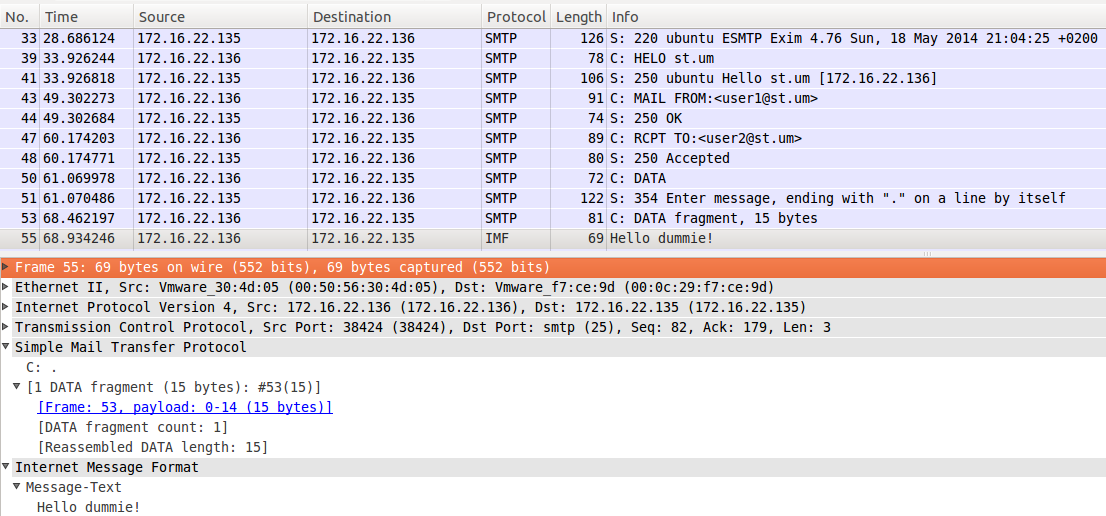 No. Time Source Destination Protocol Length Info
33 28.686124 172.16.22.135 172.16.22.136 SMTP 126 S: 220 ubuntu ESMTP Exim 4.76 Sun, 18 May 2014 21:04:25 +0200
39 33.926244 172.16.22.136 172.16.22.135 SMTP 78 C: HELO st.um
41 33.926818 172.16.22.135 172.16.22.136 SMTP 106 S: 250 ubuntu Hello st.um [172.16.22.136]
43 49.302273 172.16.22.136 172.16.22.135 SMTP 91 C: MAIL FROM:<user1@st.um>
44 49.302684 172.16.22.135 172.16.22.136 SMTP 74 S: 250 OK
47 60.174203 172.16.22.136 172.16.22.135 SMTP 89 C: RCPT TO:<user2@st.um>
48 60.174771 172.16.22.135 172.16.22.136 SMTP 80 S: 250 Accepted
50 61.069978 172.16.22.136 172.16.22.135 SMTP 72 C: DATA
51 61.070486 172.16.22.135 172.16.22.136 SMTP 122 S: 354 Enter message, ending with "." on a line by itself
53 68.462197 172.16.22.136 172.16.22.135 SMTP 81 C: DATA fragment, 15 bytes
55 68.934246 172.16.22.136 172.16.22.135 IMF 69 Hello dummie!
Frame 55: 69 bytes on wire (552 bits), 69 bytes captured (552 bits)
Ethernet II, Src: Vmware_30:4d:05 (00:50:56:30:4d:05), Dst: Vmware_f7:ce:9d (00:0c:29:f7:ce:9d)
Internet Protocol Version 4, Src: 172.16.22.136 (172.16.22.136), Dst: 172.16.22.135 (172.16.22.135)
Transmission Control Protocol, Src Port: 38424 (38424), Dst Port: smtp (25), Seq: 82, Ack: 179, Len: 3
Simple Mail Transfer Protocol
C: .
[1 DATA fragment (15 bytes): #53(15)]
[Frame: 53, payload: 0-14 (15 bytes)]
[DATA fragment count: 1]
[Reassembled DATA length: 15]
Internet Message Format
Message-Text
Hello dummie!